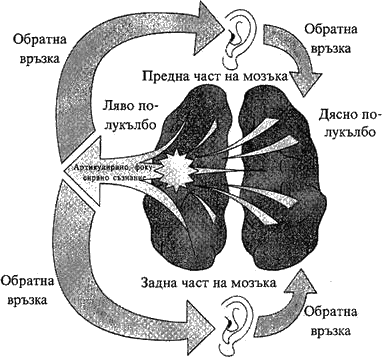 Обратна
връзка
Обратна
връзка
Предна част на мозъка
Ляво по-
лукълбо
Дясно по-
лукълбо
Артикулирано, фоку-
сирано съзнание
Обратна
връзка
Задна част на мозъка
Обратна
връзка